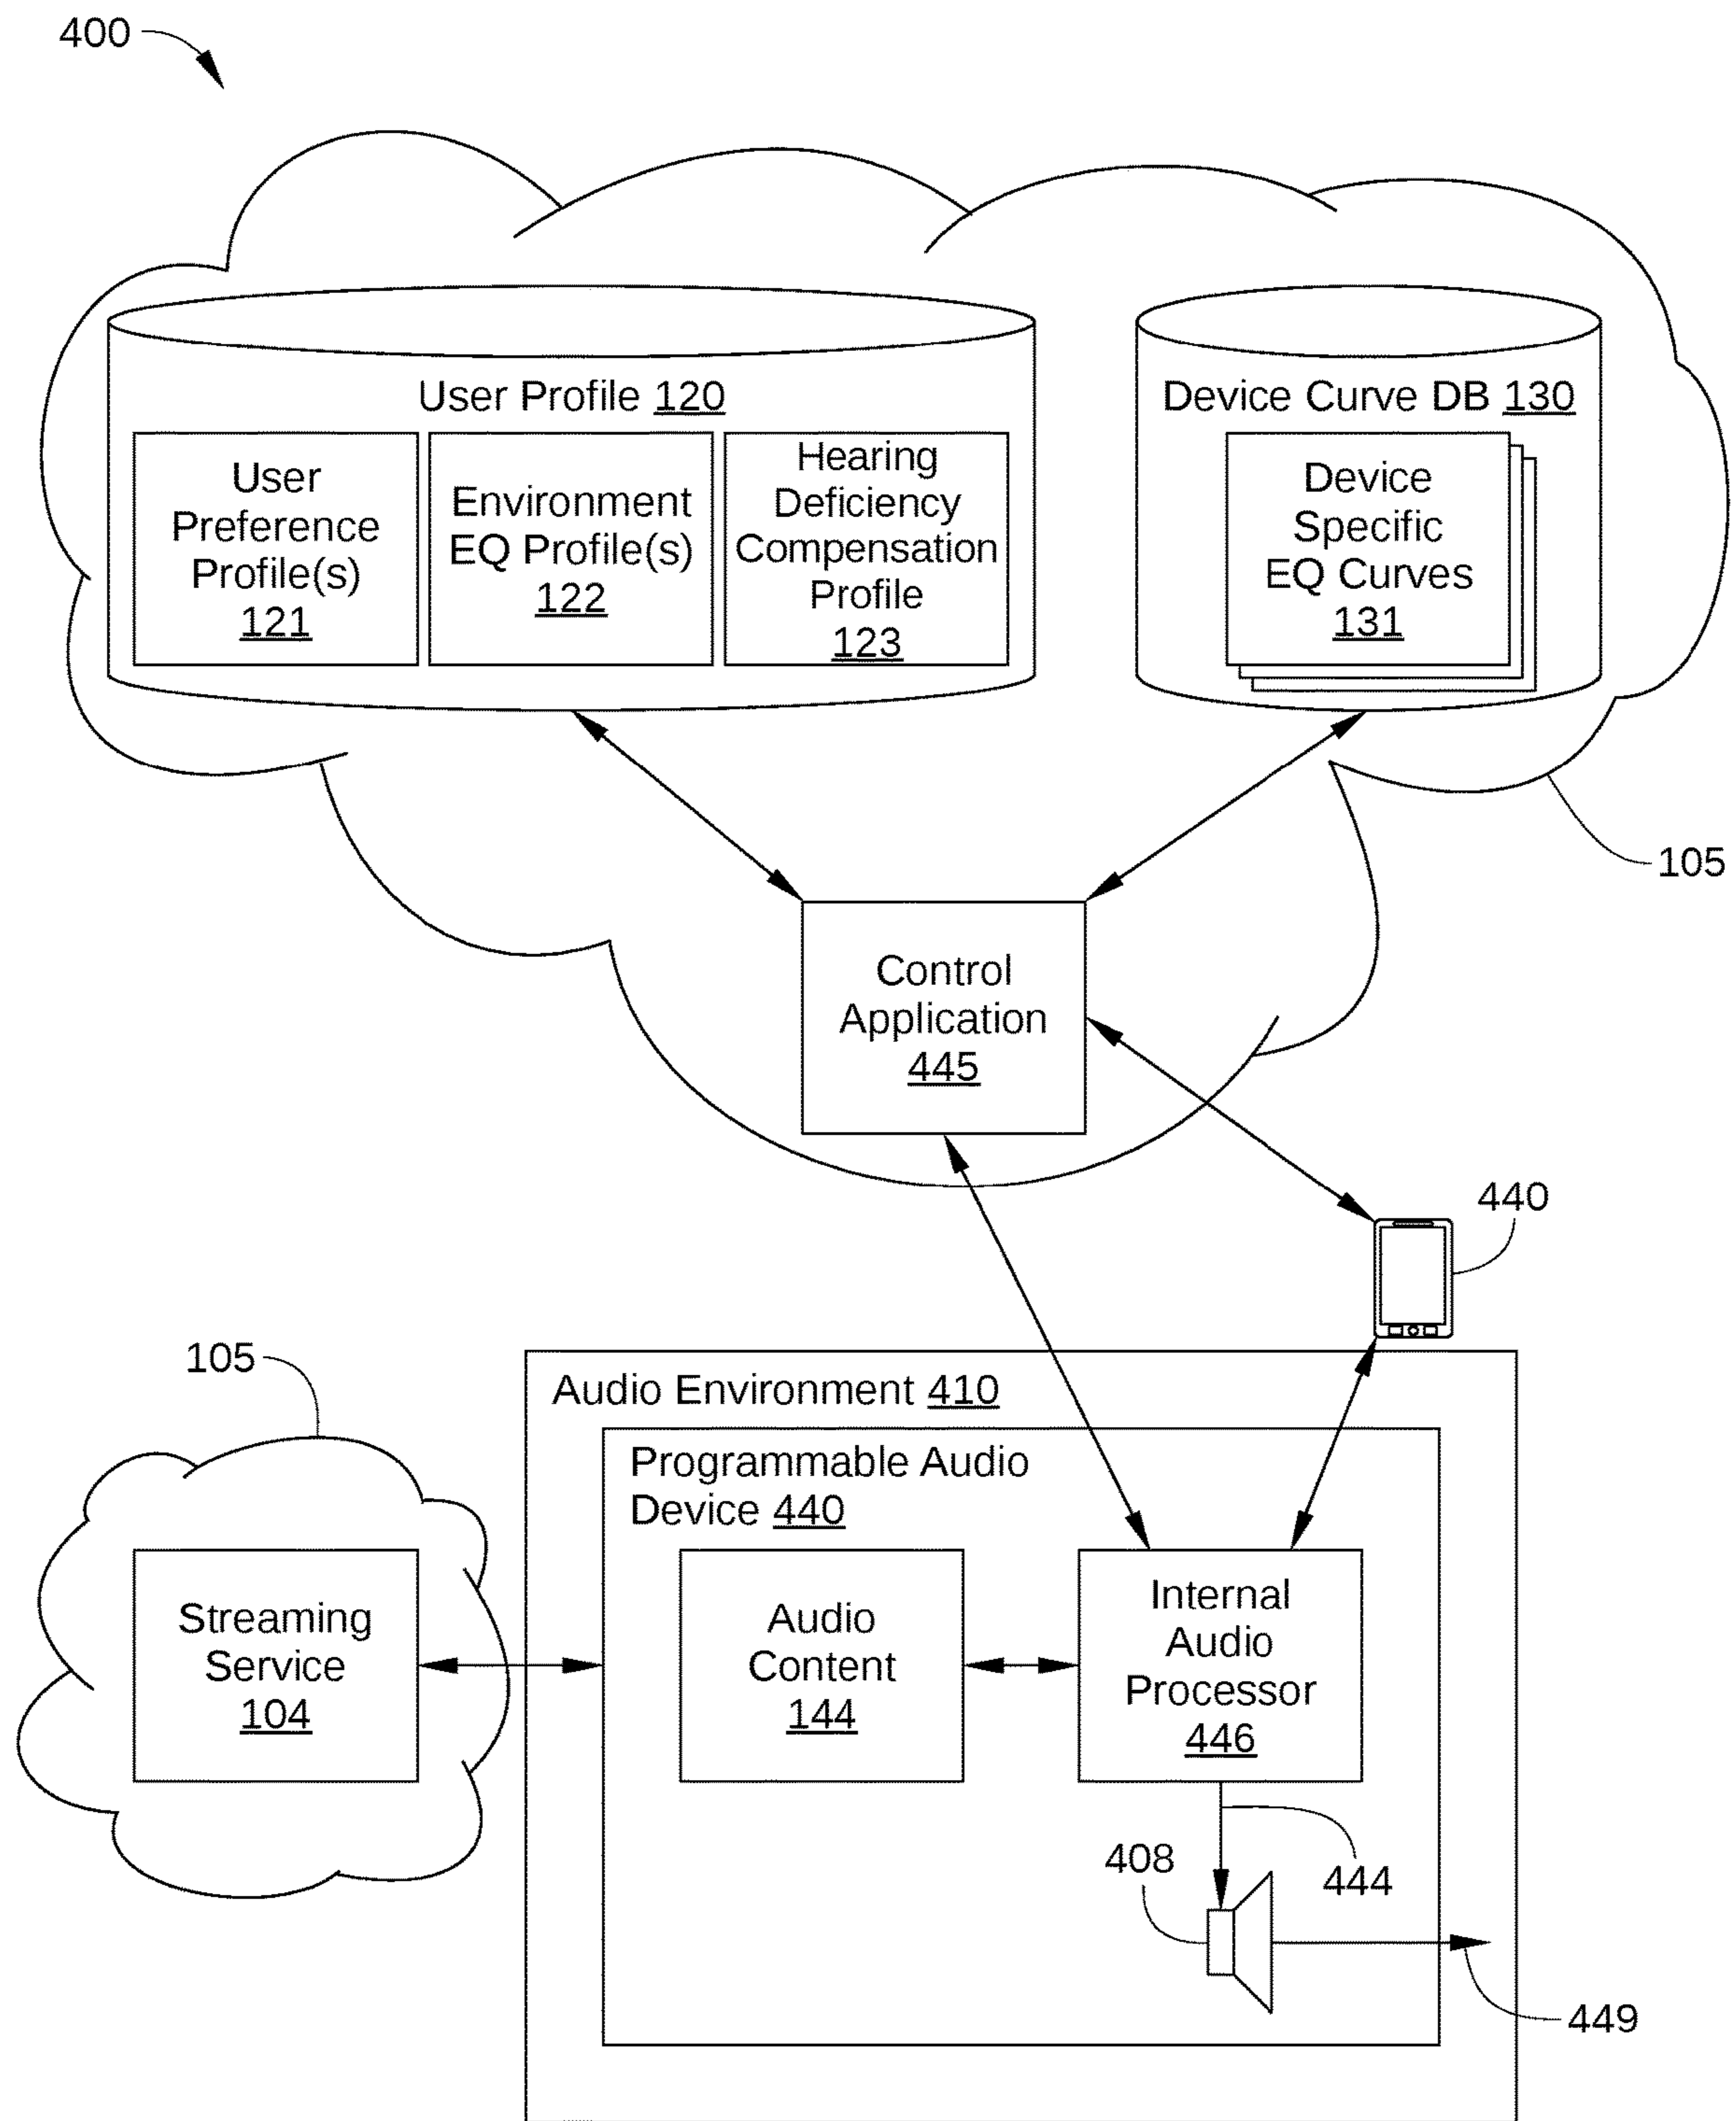 400
User Profile 120
User
Preference
Profile(s)
121
Environment
EQ Profile(s)
122
Hearing
Deficiency
Compensation
Profile
123
Device Curve DB 130
Device
Specific
EQ Curves
131
105
Control
Application
445
440
105
Audio Environment 410
Programmable Audio
Device 440
Streaming
Service
104
Audio
Content
144
Internal
Audio
Processor
446
408
444
449